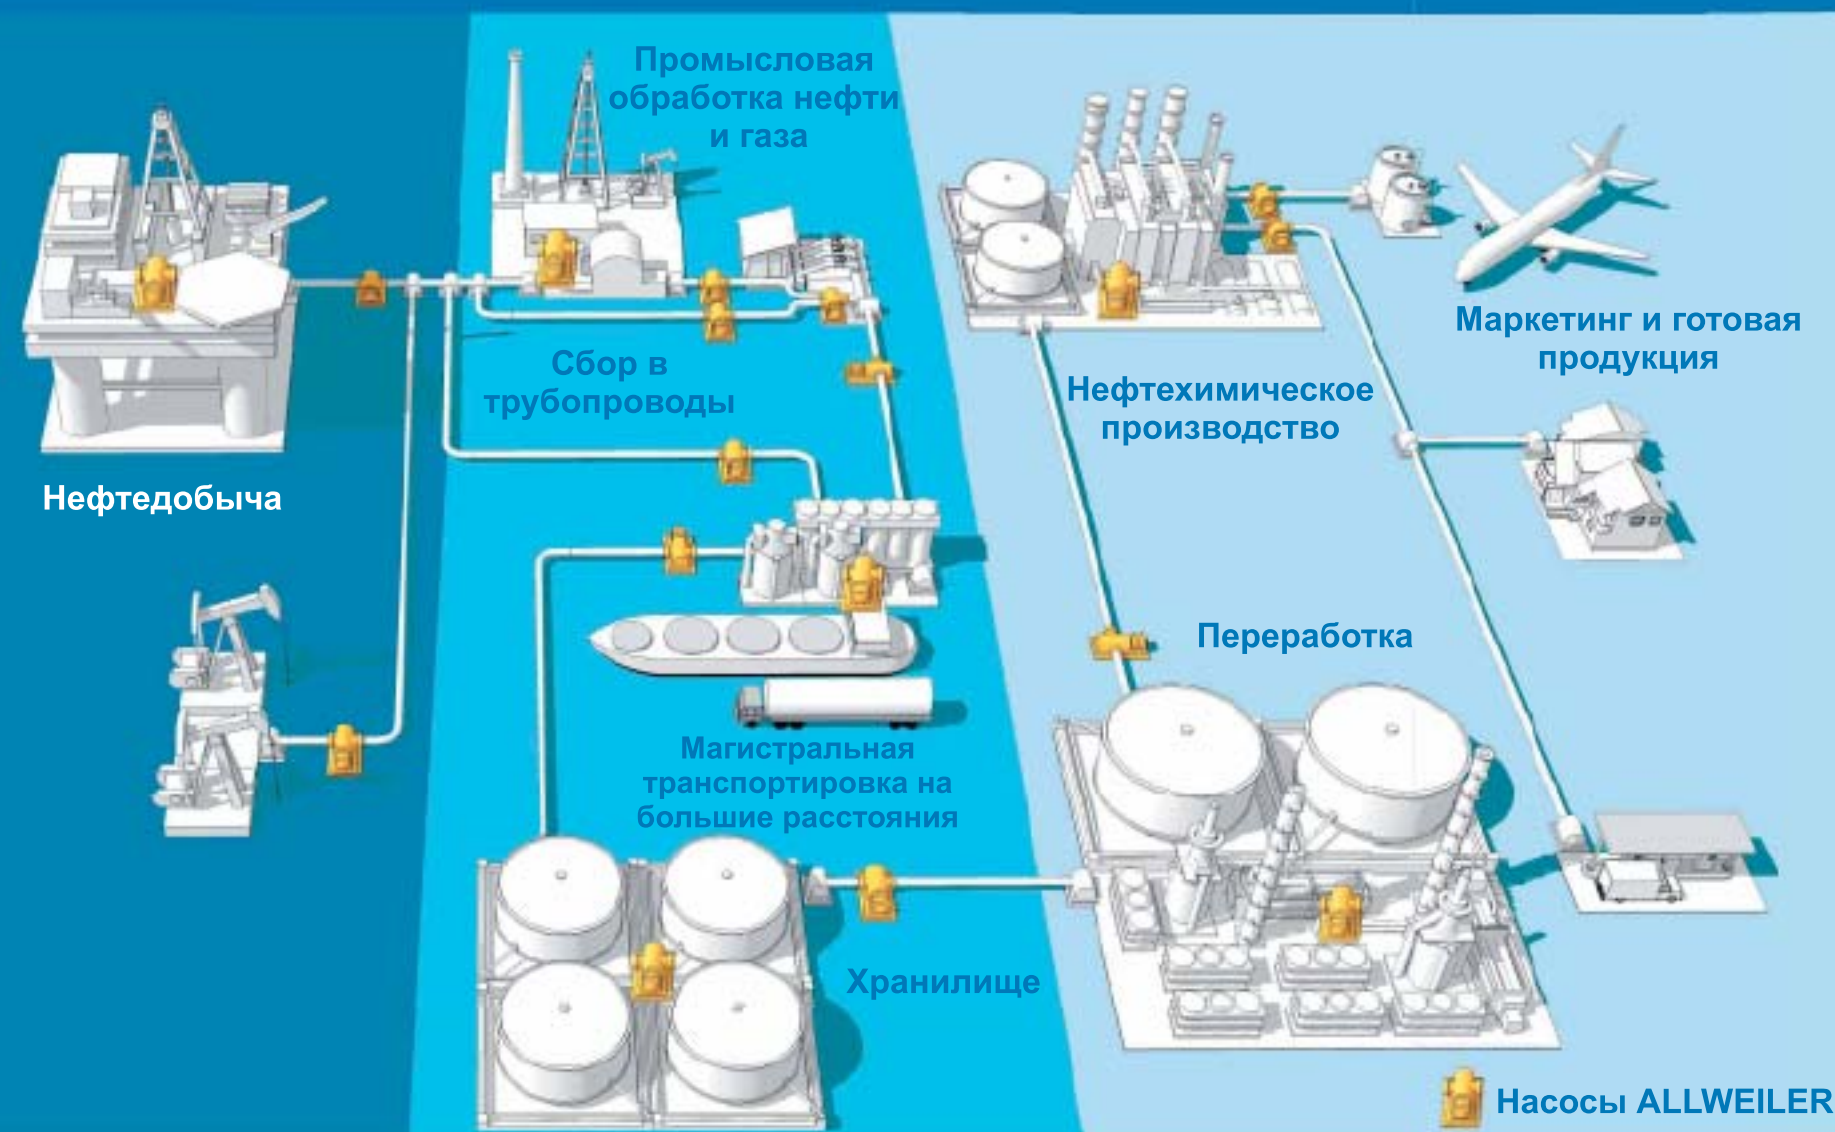 Промысловая
обработка нефти
и газа
Сбор в
трубопроводы
Нефтедобыча
Маркетинг и готовая
продукция
Нефтехимическое
производство
Переработка
Магистральная
транспортировка на
большие расстояния
Хранилище
Насосы ALLWEILER